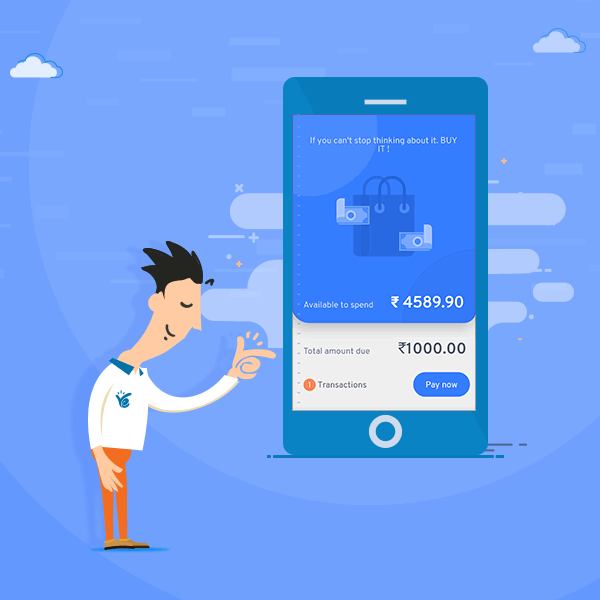 If you can't stop thinking about it. BUY
IT !
Available to spend ₹ 4589.90
Total amount due ₹1000.00
1 Transactions Pay now